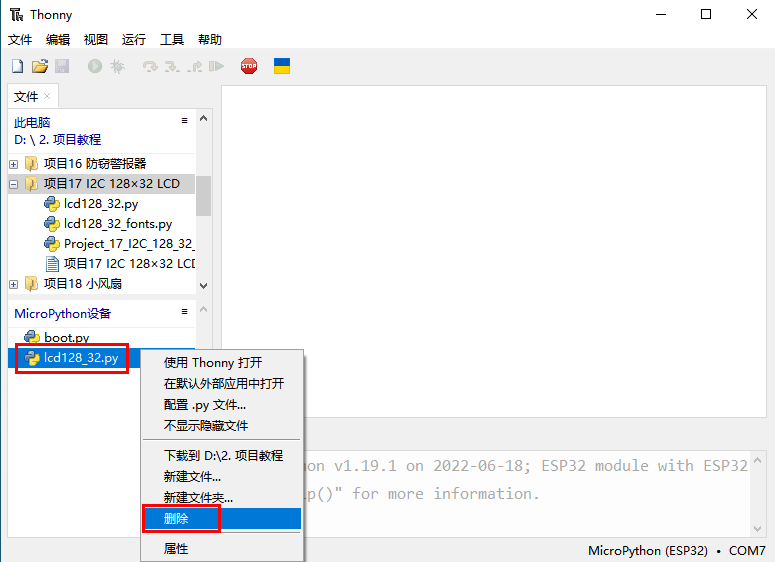 Thonny
文件 编辑 视图 运行 工具 帮助
STOP
文件 ×
此电脑
D: \ 2. 项目教程
项目16 防窃警报器
项目17 I2C 128×32 LCD
lcd128_32.py
lcd128_32_fonts.py
Project_17_I2C_128_32_
项目17 I2C 128×32 LCD
项目18 小风扇
MicroPython设备
boot.py
lcd128_32.py
使用 Thonny 打开
在默认外部应用中打开
配置 .py 文件...
不显示隐藏文件
下载到 D:\2. 项目教程
新建文件...
新建文件夹...
删除
属性
on v1.19.1 on 2022-06-18; ESP32 module with ESP32
p()" for more information.
MicroPython (ESP32) • COM7